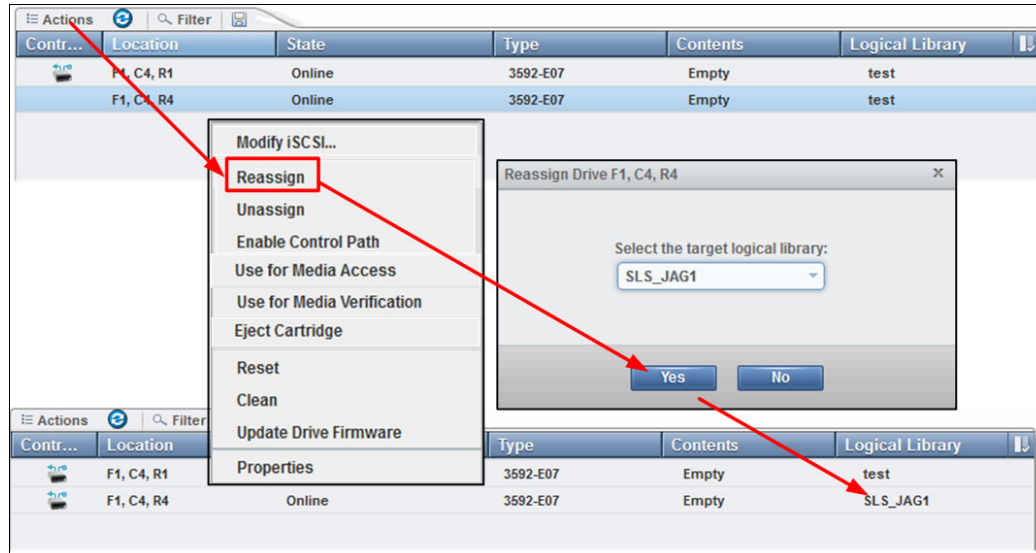 Actions Filter
Contr... Location State Type Contents Logical Library
F1, C4, R1 Online 3592-E07 Empty test
F1, C4, R4 Online 3592-E07 Empty test
Modify iSCSI...
Reassign
Unassign
Enable Control Path
Use for Media Access
Use for Media Verification
Eject Cartridge
Reset
Clean
Update Drive Firmware
Properties
Reassign Drive F1, C4, R4 x
Select the target logical library:
SLS_JAG1
Yes No
Actions Filter
Contr... Location Type Contents Logical Library
F1, C4, R1 3592-E07 Empty test
F1, C4, R4 Online 3592-E07 Empty SLS_JAG1